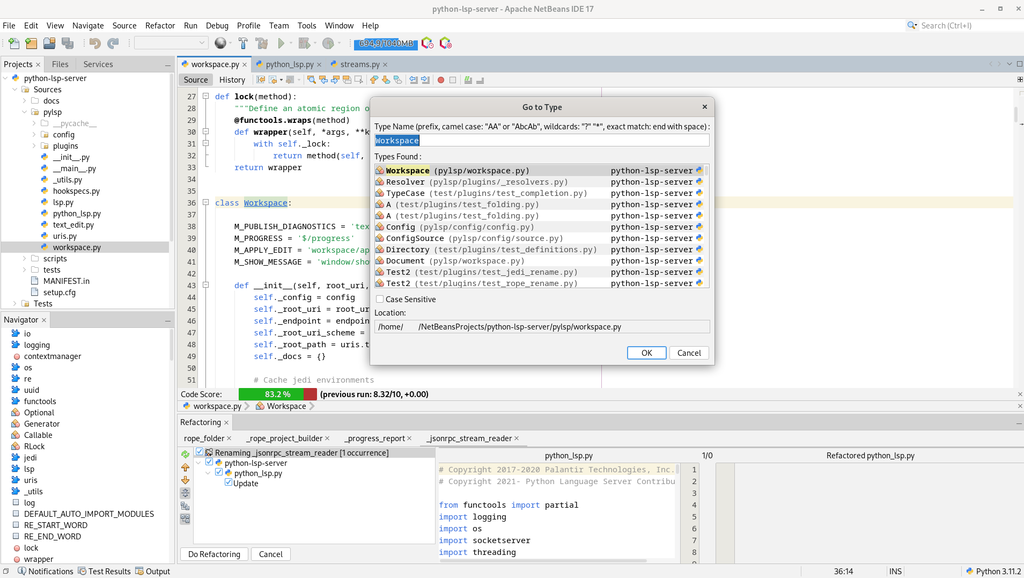 python-lsp-server - Apache NetBeans IDE 17
File Edit View Navigate Source Refactor Run Debug Profile Team Tools Window Help
Search (Ctrl+I)
Projects Files Services
workspace.py python_lsp.py streams.py
Source History
python-lsp-server
Sources
docs
pylsp
__pycache__
config
plugins
__init__.py
__main__.py
_utils.py
hookspecs.py
lsp.py
python_lsp.py
text_edit.py
uris.py
workspace.py
scripts
tests
MANIFEST.in
setup.cfg
Tests
27 def lock(method):
28 """Define an atomic region o
29 @functools.wraps(method)
30 def wrapper(self, *args, **k
31 with self._lock:
32 return method(self,
33 return wrapper
34
35
36 class Workspace:
37
38 M_PUBLISH_DIAGNOSTICS = 'tex
39 M_PROGRESS = '$/progress'
40 M_APPLY_EDIT = 'workspace/ap
41 M_SHOW_MESSAGE = 'window/sho
42
43 def __init__(self, root_uri,
44 self._config = config
45 self._root_uri = root_ur
46 self._endpoint = endpoin
47 self._root_uri_scheme =
48 self._root_path = uris.t
49 self._docs = {}
50
51 # Cache jedi environments
Go to Type
Type Name (prefix, camel case: "AA" or "AbcAb", wildcards: "?" "*", exact match: end with space):
Workspace
Types Found:
Workspace (pylsp/workspace.py) python-lsp-server
Resolver (pylsp/plugins/_resolvers.py) python-lsp-server
TypeCase (test/plugins/test_completion.py) python-lsp-server
A (test/plugins/test_folding.py) python-lsp-server
A (test/plugins/test_folding.py) python-lsp-server
Config (pylsp/config/config.py) python-lsp-server
ConfigSource (pylsp/config/source.py) python-lsp-server
Directory (test/plugins/test_definitions.py) python-lsp-server
Document (pylsp/workspace.py) python-lsp-server
Test2 (test/plugins/test_jedi_rename.py) python-lsp-server
Test2 (test/plugins/test_rope_rename.py) python-lsp-server
Case Sensitive
Location:
/home/ /NetBeansProjects/python-lsp-server/pylsp/workspace.py
OK Cancel
Code Score: 83.2 % (previous run: 8.32/10, +0.00)
workspace.py Workspace
Navigator
io
logging
contextmanager
os
re
uuid
functools
Optional
Generator
Callable
RLock
jedi
lsp
uris
_utils
log
DEFAULT_AUTO_IMPORT_MODULES
RE_START_WORD
RE_END_WORD
lock
wrapper
Refactoring
rope_folder _rope_project_builder _progress_report _jsonrpc_stream_reader
Renaming _jsonrpc_stream_reader [1 occurrence]
python-lsp-server
python_lsp.py
Update
Do Refactoring Cancel
python_lsp.py 1/0 Refactored python_lsp.py
# Copyright 2017-2020 Palantir Technologies, Inc. 1
# Copyright 2021- Python Language Server Contribu 2
3
from functools import partial 4
import logging 5
import os 6
import socketserver 7
import threading 8
Notifications Test Results Output
36:14 INS Python 3.11.2